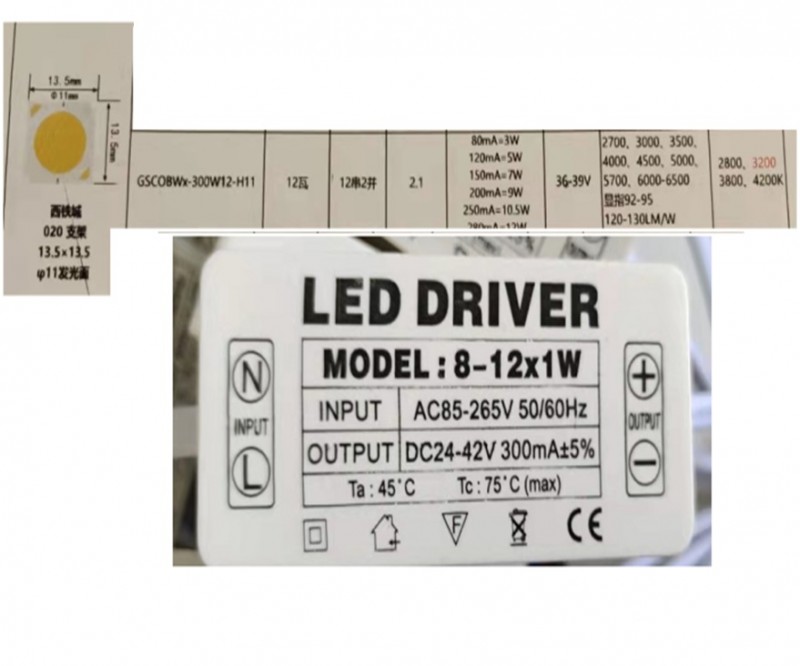 13.5mm
Φ11mm
13.5mm
西铁城
020 支架
13.5×13.5
φ11发光面
GSCOBWx-300W12-H11
12瓦
12串2并
2.1
80mA=3W
120mA=5W
150mA=7W
200mA=9W
250mA=10.5W
280mA=12W
36-39V
2700、3000、3500、
4000、4500、5000、
5700、6000-6500
显指92-95
120-130LM/W
2800、3200
3800、4200K
LED DRIVER
MODEL : 8-12x1W
INPUT AC85-265V 50/60Hz
OUTPUT DC24-42V 300mA±5%
Ta : 45°C Tc : 75°C (max)
N
INPUT
L
+
OUTPUT
−
F
CE